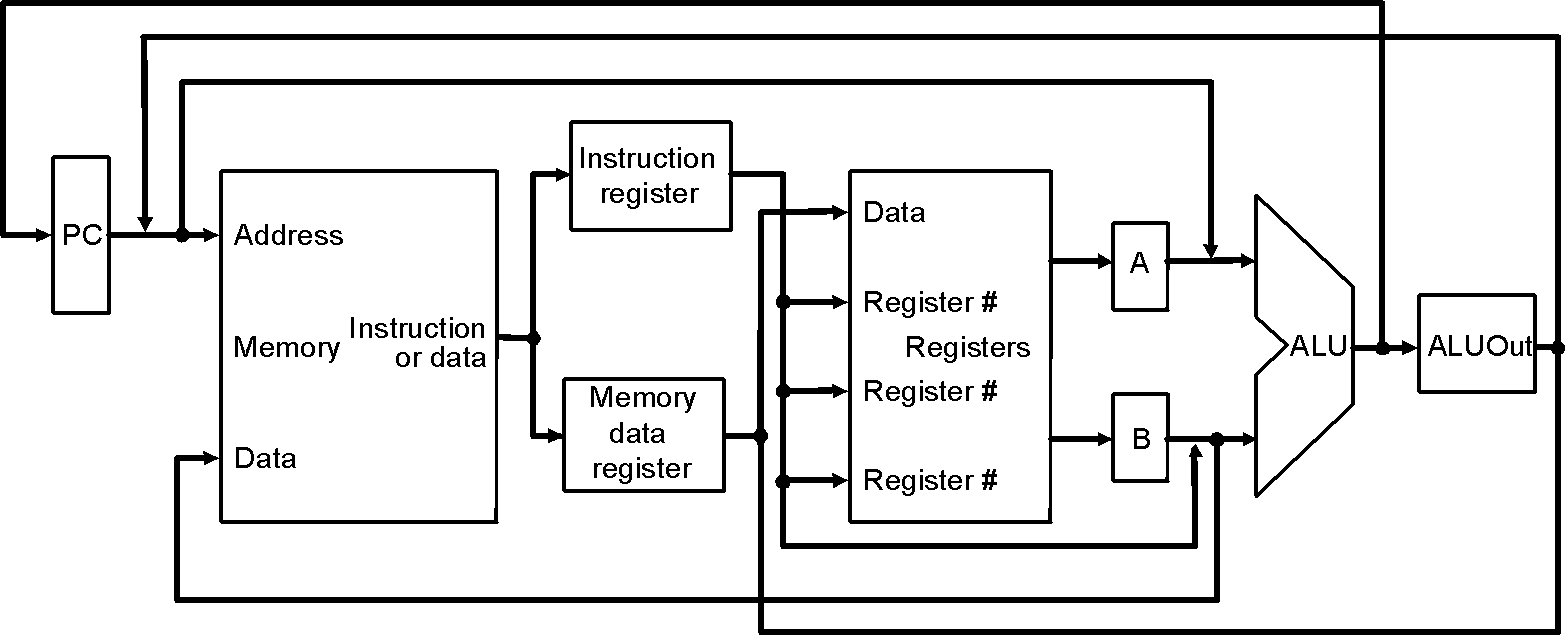 PC
Address
Memory
Instruction
or data
Data
Instruction
register
Memory
data
register
Data
Register #
Registers
Register #
Register #
A
B
ALU
ALUOut